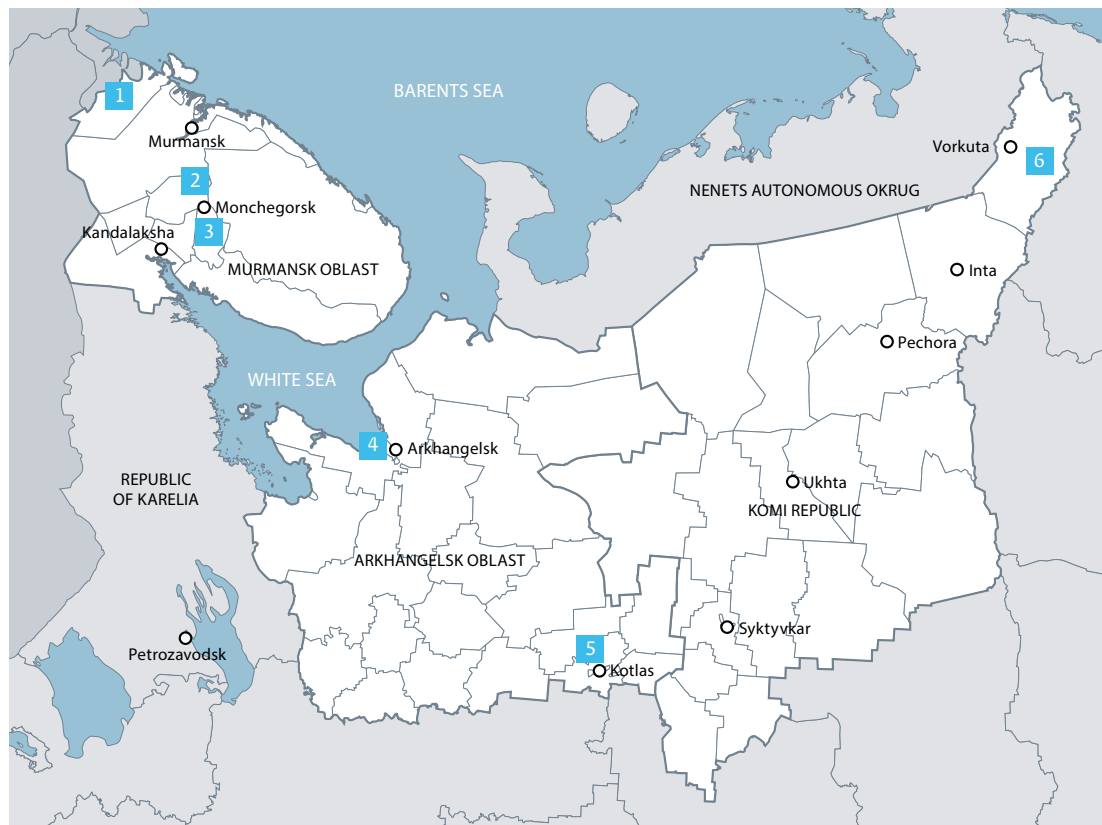 BARENTS SEA
1
Murmansk
Vorkuta
6
2
NENETS AUTONOMOUS OKRUG
Monchegorsk
Kandalaksha
3
MURMANSK OBLAST
Inta
Pechora
WHITE SEA
4
Arkhangelsk
REPUBLIC
OF KARELIA
Ukhta
KOMI REPUBLIC
ARKHANGELSK OBLAST
Syktyvkar
Petrozavodsk
5
Kotlas